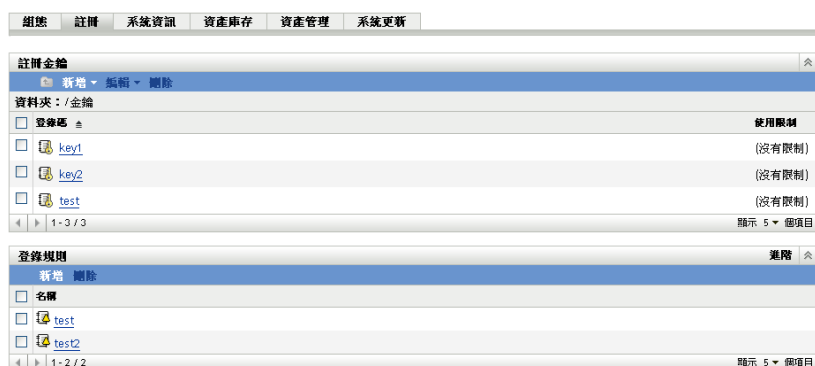 組態 註冊 系統資訊 資產庫存 資產管理 系統更新
註冊金鑰
新增 編輯 刪除
資料夾：/金鑰
登錄碼 使用限制
key1 (沒有限制)
key2 (沒有限制)
test (沒有限制)
1 - 3 / 3 顯示 5 個項目
登錄規則 進階
新增 刪除
名稱
test
test2
1 - 2 / 2 顯示 5 個項目